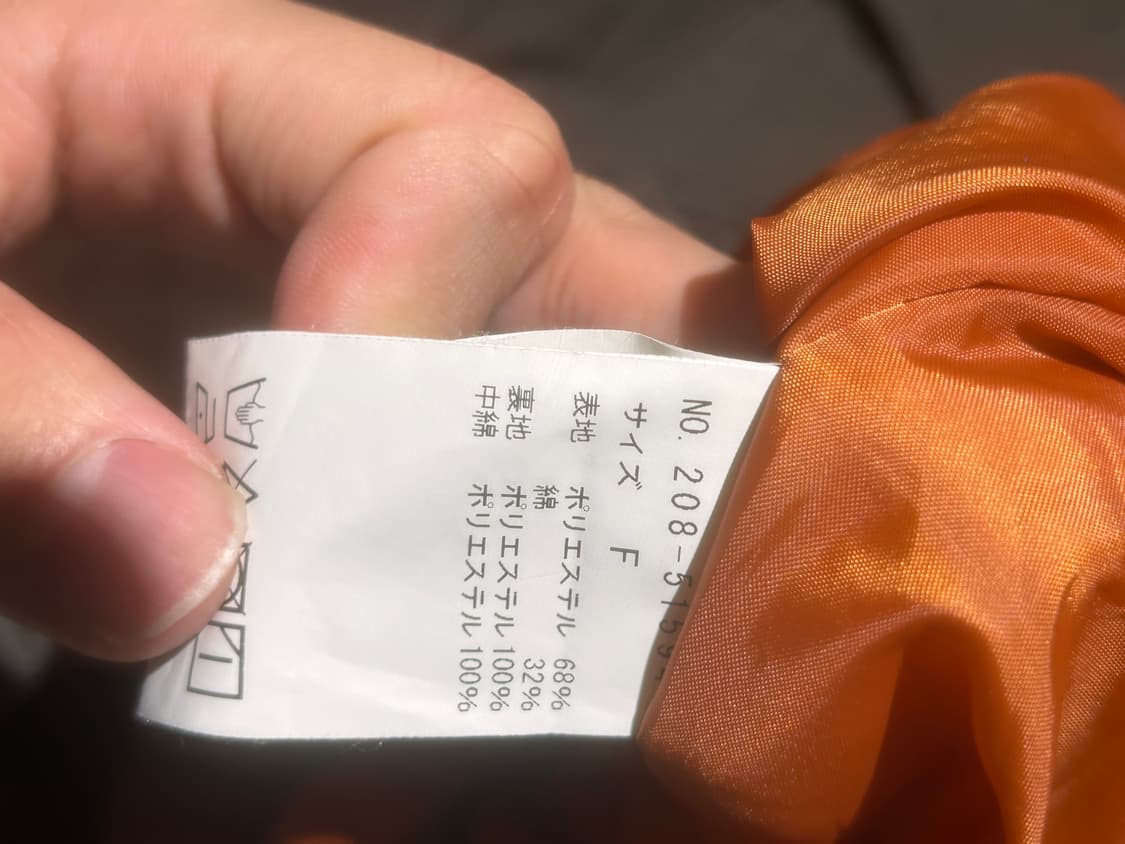 NO. 208-515
サイズ F
表地 ポリエステル 68%
綿 32%
裏地 ポリエステル 100%
中綿 ポリエステル 100%